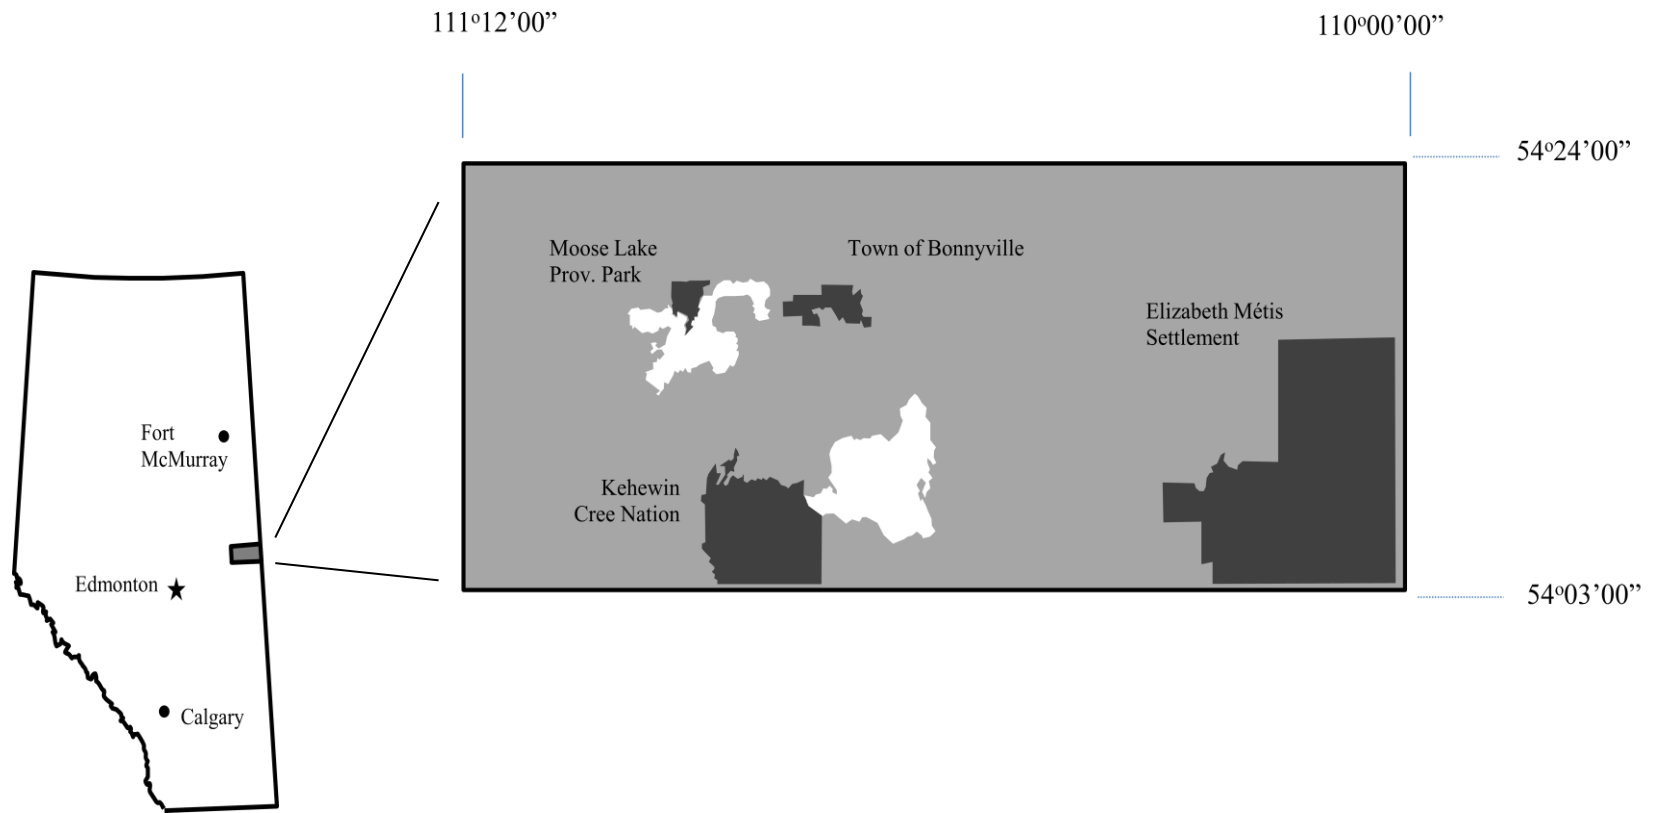 111º12’00”
110º00’00”
54º24’00”
Moose Lake
Prov. Park
Town of Bonnyville
Elizabeth Métis
Settlement
Fort
McMurray
Kehewin
Cree Nation
Edmonton
54º03’00”
Calgary